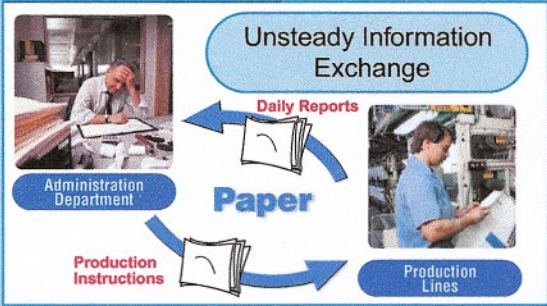 Unsteady Information
Exchange
Daily Reports
Administration
Department
Paper
Production
Instructions
Production
Lines